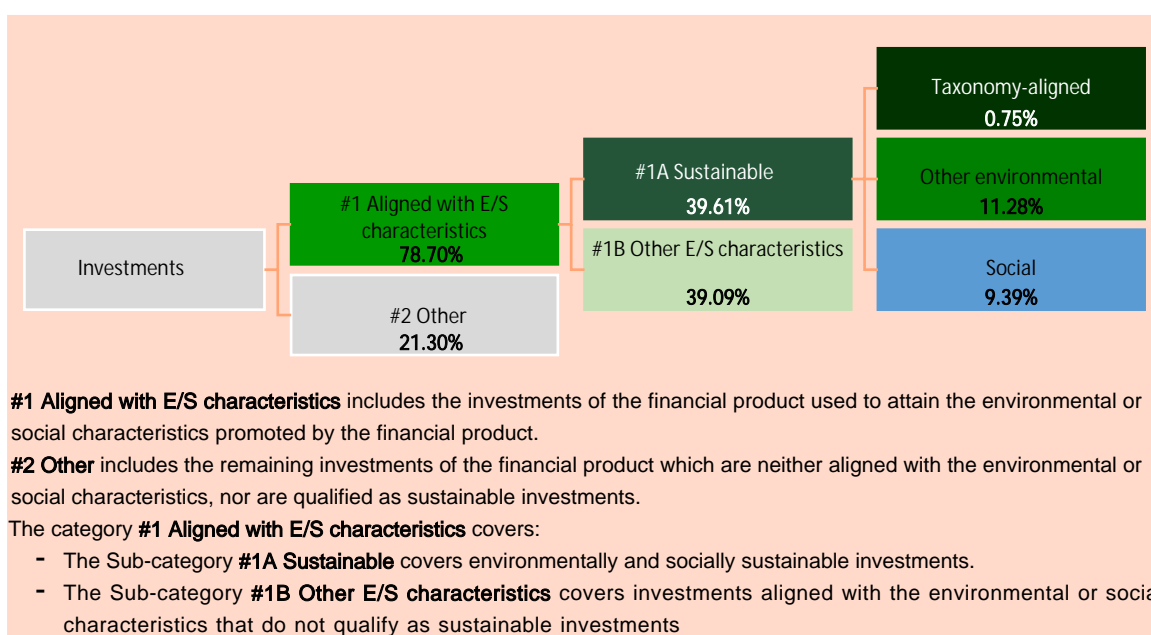 Taxonomy-aligned
0.75%
#1A Sustainable
39.61%
Other environmental
11.28%
#1 Aligned with E/S
characteristics
78.70%
#1B Other E/S characteristics
39.09%
Investments
Social
9.39%
#2 Other
21.30%
#1 Aligned with E/S characteristics includes the investments of the financial product used to attain the environmental or
social characteristics promoted by the financial product.
#2 Other includes the remaining investments of the financial product which are neither aligned with the environmental or
social characteristics, nor are qualified as sustainable investments.
The category #1 Aligned with E/S characteristics covers:
- The Sub-category #1A Sustainable covers environmentally and socially sustainable investments.
- The Sub-category #1B Other E/S characteristics covers investments aligned with the environmental or socia
characteristics that do not qualify as sustainable investments